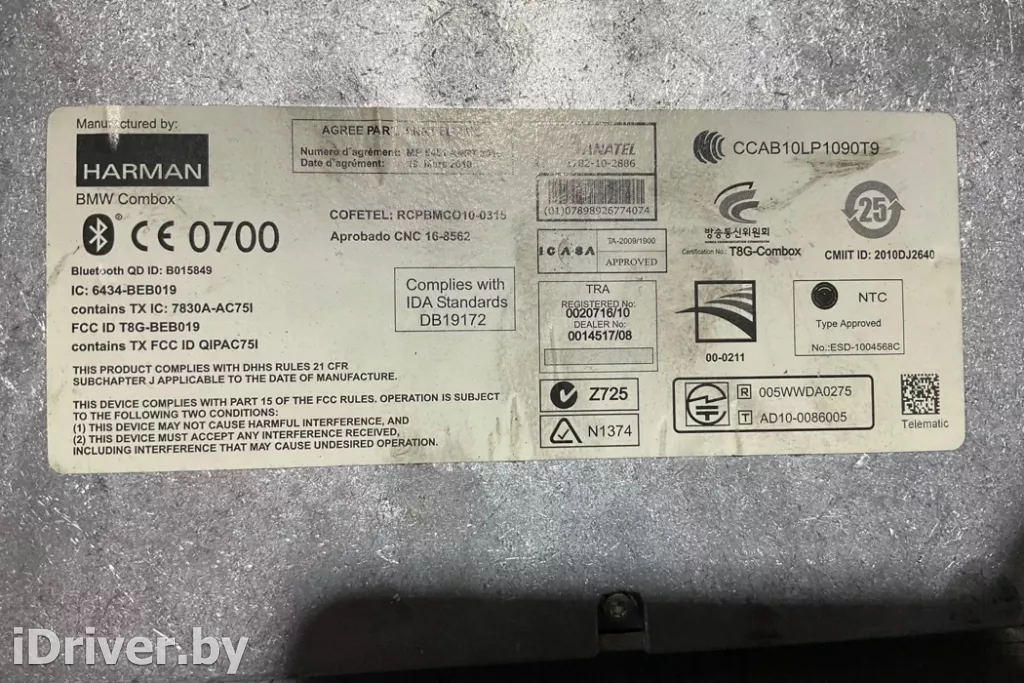 Manufactured by:
HARMAN
BMW Combox
CE 0700
Bluetooth QD ID: B015849
IC: 6434-BEB019
contains TX IC: 7830A-AC75I
FCC ID T8G-BEB019
contains TX FCC ID QIPAC75I
THIS PRODUCT COMPLIES WITH DHHS RULES 21 CFR
SUBCHAPTER J APPLICABLE TO THE DATE OF MANUFACTURE.
THIS DEVICE COMPLIES WITH PART 15 OF THE FCC RULES. OPERATION IS SUBJECT
TO THE FOLLOWING TWO CONDITIONS:
(1) THIS DEVICE MAY NOT CAUSE HARMFUL INTERFERENCE, AND
(2) THIS DEVICE MUST ACCEPT ANY INTERFERENCE RECEIVED,
INCLUDING INTERFERENCE THAT MAY CAUSE UNDESIRED OPERATION.
AGREE PAR
Numero d'agrément: MR
Date d'agrément:
COFETEL: RCPBMCO10-0315
Aprobado CNC 16-8562
Complies with
IDA Standards
DB19172
ANATEL
1782-10-2886
(01)07898926774074
ICASA
TA-2009/1900
APPROVED
TRA
REGISTERED No:
0020716/10
DEALER No:
0014517/08
Z725
N1374
CCAB10LP1090T9
방송통신위원회
Certification No.: T8G-Combox
25
CMIIT ID: 2010DJ2640
00-0211
NTC
Type Approved
No.:ESD-1004568C
R 005WWDA0275
T AD10-0086005
Telematic
iDriver.by